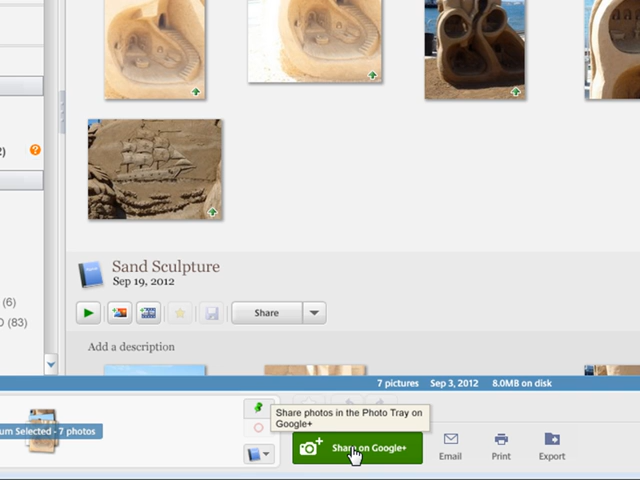 2)
(6)
(83)
Sand Sculpture
Sep 19, 2012
Share
Add a description
7 pictures Sep 3, 2012 8.0MB on disk
Selected - 7 photos
Share photos in the Photo Tray on
Google+
Share on Google+
Email Print Export